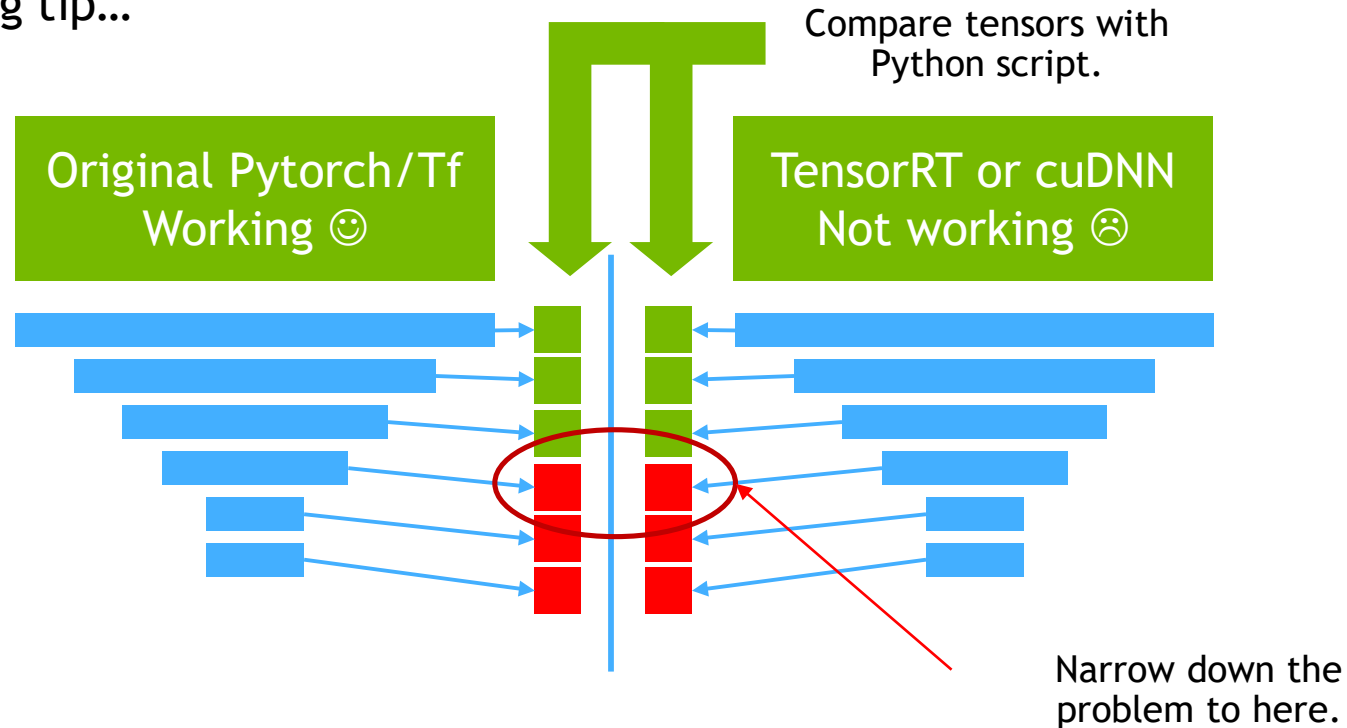 g tip…
Compare tensors with
Python script.
Original Pytorch/Tf
Working ☺
TensorRT or cuDNN
Not working ☹
Narrow down the
problem to here.